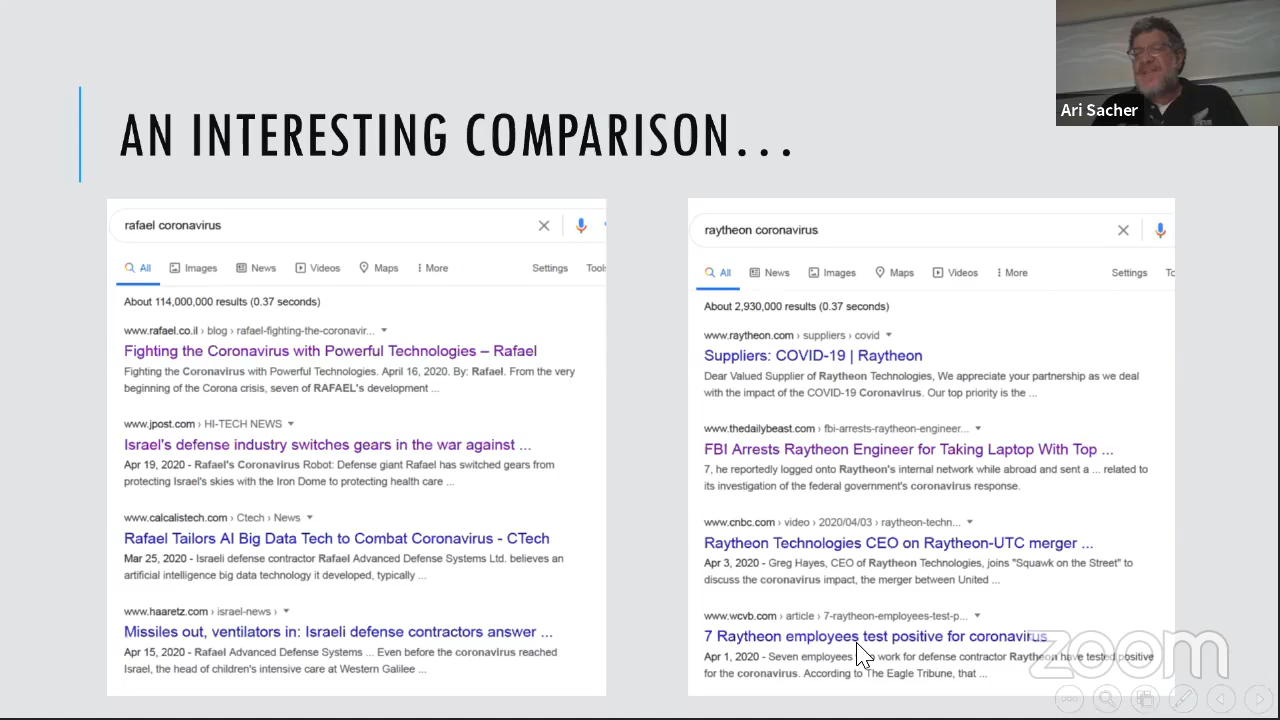 Ari Sacher
AN INTERESTING COMPARISON...
rafael coronavirus
All Images News Videos Maps More Settings Tools
About 114,000,000 results (0.37 seconds)
www.rafael.co.il › blog › rafael-fighting-the-coronavir...
Fighting the Coronavirus with Powerful Technologies – Rafael
Fighting the Coronavirus with Powerful Technologies. April 16, 2020. By: Rafael. From the very
beginning of the Corona crisis, seven of RAFAEL's development ...
www.jpost.com › HI-TECH NEWS
Israel's defense industry switches gears in the war against ...
Apr 19, 2020 - Rafael's Coronavirus Robot: Defense giant Rafael has switched gears from
protecting Israel's skies with the Iron Dome to protecting health care ...
www.calcalistech.com › Ctech › News
Rafael Tailors AI Big Data Tech to Combat Coronavirus - CTech
Mar 25, 2020 - Israeli defense contractor Rafael Advanced Defense Systems Ltd. believes an
artificial intelligence big data technology it developed, typically ...
www.haaretz.com › israel-news ›
Missiles out, ventilators in: Israeli defense contractors answer ...
Apr 15, 2020 - Rafael Advanced Defense Systems ... Even before the coronavirus reached
Israel, the head of children's intensive care at Western Galilee ...
raytheon coronavirus
All News Images Maps Videos More Settings To
About 2,930,000 results (0.37 seconds)
www.raytheon.com › suppliers › covid
Suppliers: COVID-19 | Raytheon
Dear Valued Supplier of Raytheon Technologies, We appreciate your partnership as we deal
with the impact of the COVID-19 Coronavirus. Our top priority is the ...
www.thedailybeast.com › fbi-arrests-raytheon-engineer...
FBI Arrests Raytheon Engineer for Taking Laptop With Top ...
7, he reportedly logged onto Raytheon's internal network while abroad and sent a ... related to
its investigation of the federal government's coronavirus response.
www.cnbc.com › video › 2020/04/03 › raytheon-techn...
Raytheon Technologies CEO on Raytheon-UTC merger ...
Apr 3, 2020 - Greg Hayes, CEO of Raytheon Technologies, joins "Squawk on the Street" to
discuss the coronavirus impact, the merger between United ...
www.wcvb.com › article › 7-raytheon-employees-test-p...
7 Raytheon employees test positive for coronavirus
Apr 1, 2020 - Seven employees work for defense contractor Raytheon have tested positive
for the coronavirus. According to The Eagle Tribune, that ...
zoom